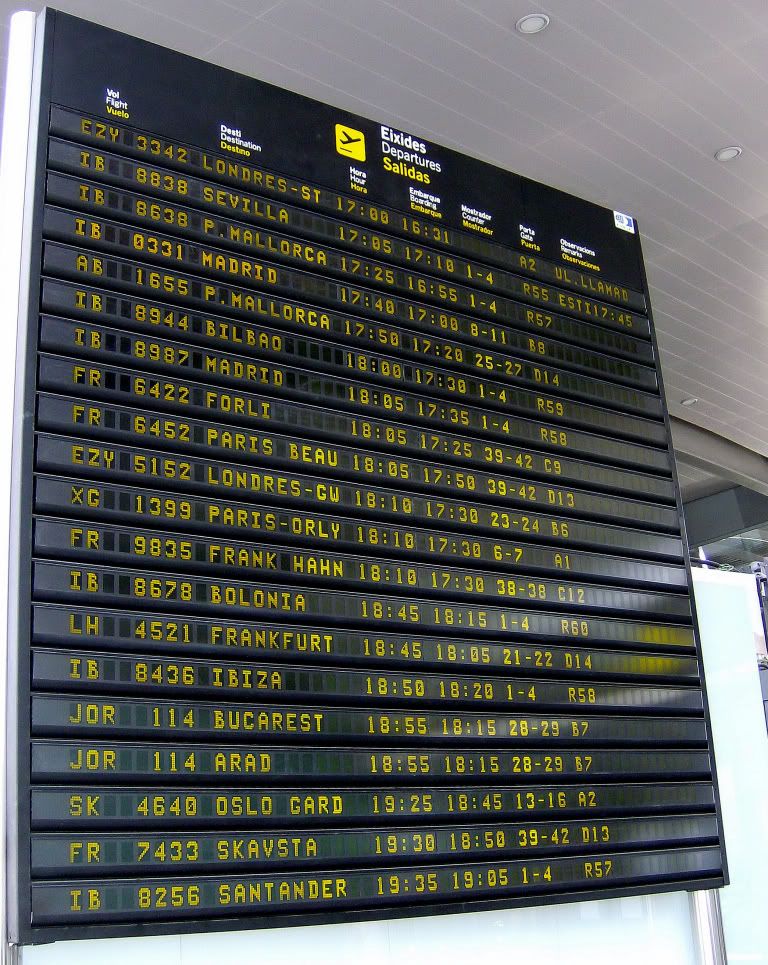 Eixides
Departures
Salidas
Vol Destí Hora Embarque Mostrador Porta Observacions
Flight Destination Hour Boarding Counter Gate Remarks
Vuelo Destino Hora Embarque Mostrador Puerta Observaciones
EZY 3342 LONDRES-ST 17:00 16:31 A2 UL.LLAMAD
IB 8838 SEVILLA 17:05 17:10 1-4 R55 ESTI17:45
IB 8638 P.MALLORCA 17:25 16:55 1-4 R57
IB 0331 MADRID 17:40 17:00 8-11 B8
AB 1655 P.MALLORCA 17:50 17:20 25-27 D14
IB 8944 BILBAO 18:00 17:30 1-4 R59
IB 8987 MADRID 18:05 17:35 1-4 R58
FR 6422 FORLI 18:05 17:25 39-42 C9
FR 6452 PARIS BEAU 18:05 17:50 39-42 D13
EZY 5152 LONDRES-GW 18:10 17:30 23-24 B6
XG 1399 PARIS-ORLY 18:10 17:30 6-7 A1
FR 9835 FRANK HAHN 18:10 17:30 38-38 C12
IB 8678 BOLONIA 18:45 18:15 1-4 R60
LH 4521 FRANKFURT 18:45 18:05 21-22 D14
IB 8436 IBIZA 18:50 18:20 1-4 R58
JOR 114 BUCAREST 18:55 18:15 28-29 B7
JOR 114 ARAD 18:55 18:15 28-29 B7
SK 4640 OSLO GARD 19:25 18:45 13-16 A2
FR 7433 SKAVSTA 19:30 18:50 39-42 D13
IB 8256 SANTANDER 19:35 19:05 1-4 R57